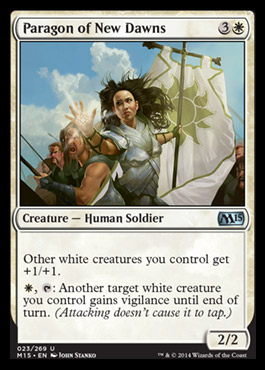 Paragon of New Dawns 3
Creature — Human Soldier M15
Other white creatures you control get
+1/+1.
: Another target white creature
you control gains vigilance until end of
turn. (Attacking doesn't cause it to tap.)
2/2
023/269 U
M15 • EN JOHN STANKO ™ & © 2014 Wizards of the Coast